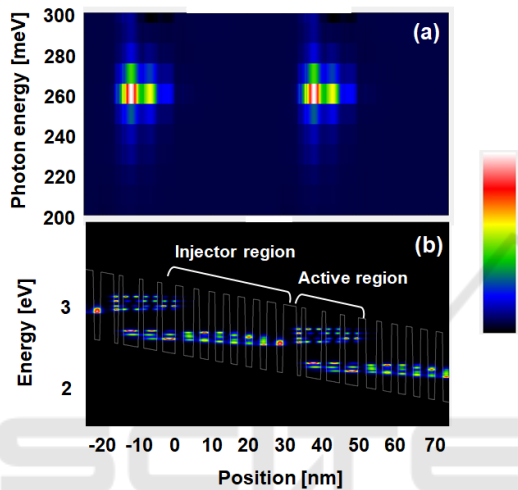 300
280
260
240
220
200
Photon energy [meV]
(a)
(b)
Injector region
Active region
3
2
Energy [eV]
-20 -10 0 10 20 30 40 50 60 70
Position [nm]